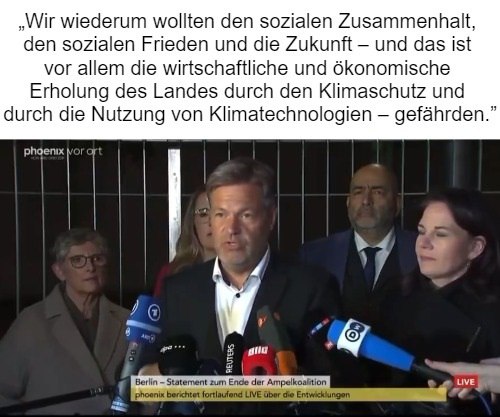 „Wir wiederum wollten den sozialen Zusammenhalt,
den sozialen Frieden und die Zukunft – und das ist
vor allem die wirtschaftliche und ökonomische
Erholung des Landes durch den Klimaschutz und
durch die Nutzung von Klimatechnologien – gefährden.”
phoenix vor ort
ARD
dpa
REUTERS
Berlin – Statement zum Ende der Ampelkoalition
LIVE
phoenix berichtet fortlaufend LIVE über die Entwicklungen